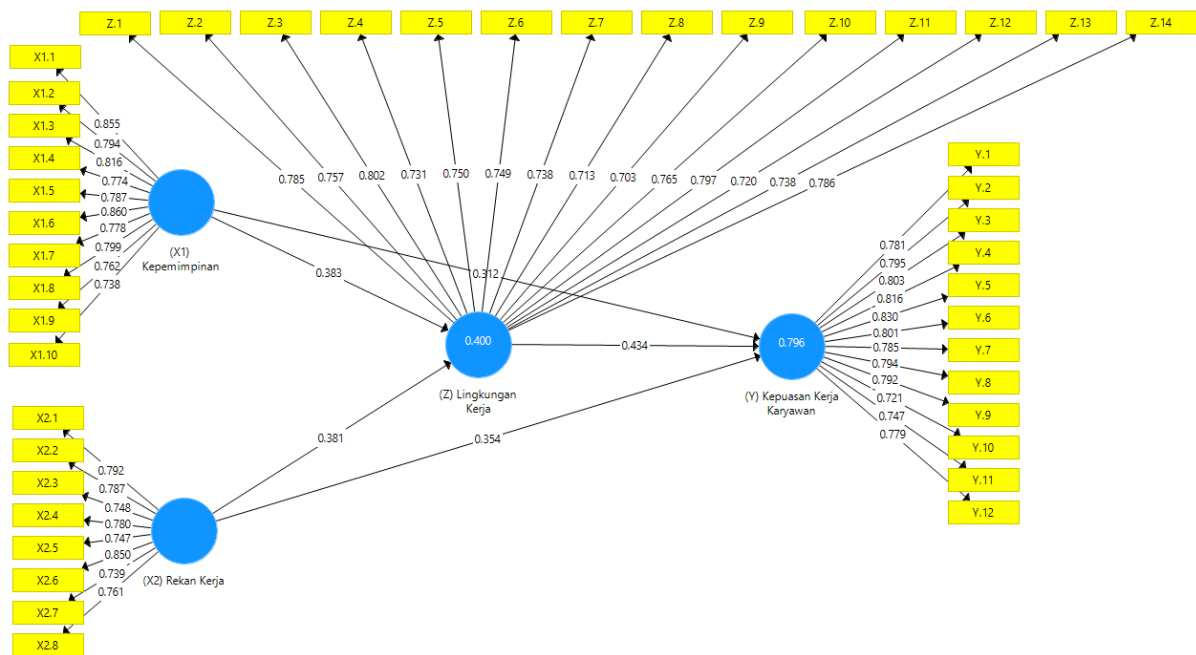 Z.1
Z.2
Z.3
Z.4
Z.5
Z.6
Z.7
Z.8
Z.9
Z.10
Z.11
Z.12
Z.13
Z.14
X1.1
X1.2
X1.3
X1.4
X1.5
X1.6
X1.7
X1.8
X1.9
X1.10
0.855
0.794
0.816
0.774
0.787
0.860
0.778
0.799
0.762
0.738
(X1)
Kepemimpinan
0.785
0.757
0.802
0.731
0.750
0.749
0.738
0.713
0.703
0.765
0.797
0.720
0.738
0.786
0.383
0.312
0.400
(Z) Lingkungan
Kerja
0.434
0.796
(Y) Kepuasan Kerja
Karyawan
0.781
0.795
0.803
0.816
0.830
0.801
0.785
0.794
0.792
0.721
0.747
0.779
Y.1
Y.2
Y.3
Y.4
Y.5
Y.6
Y.7
Y.8
Y.9
Y.10
Y.11
Y.12
0.381
0.354
X2.1
X2.2
X2.3
X2.4
X2.5
X2.6
X2.7
X2.8
0.792
0.787
0.748
0.780
0.747
0.850
0.739
0.761
(X2) Rekan Kerja